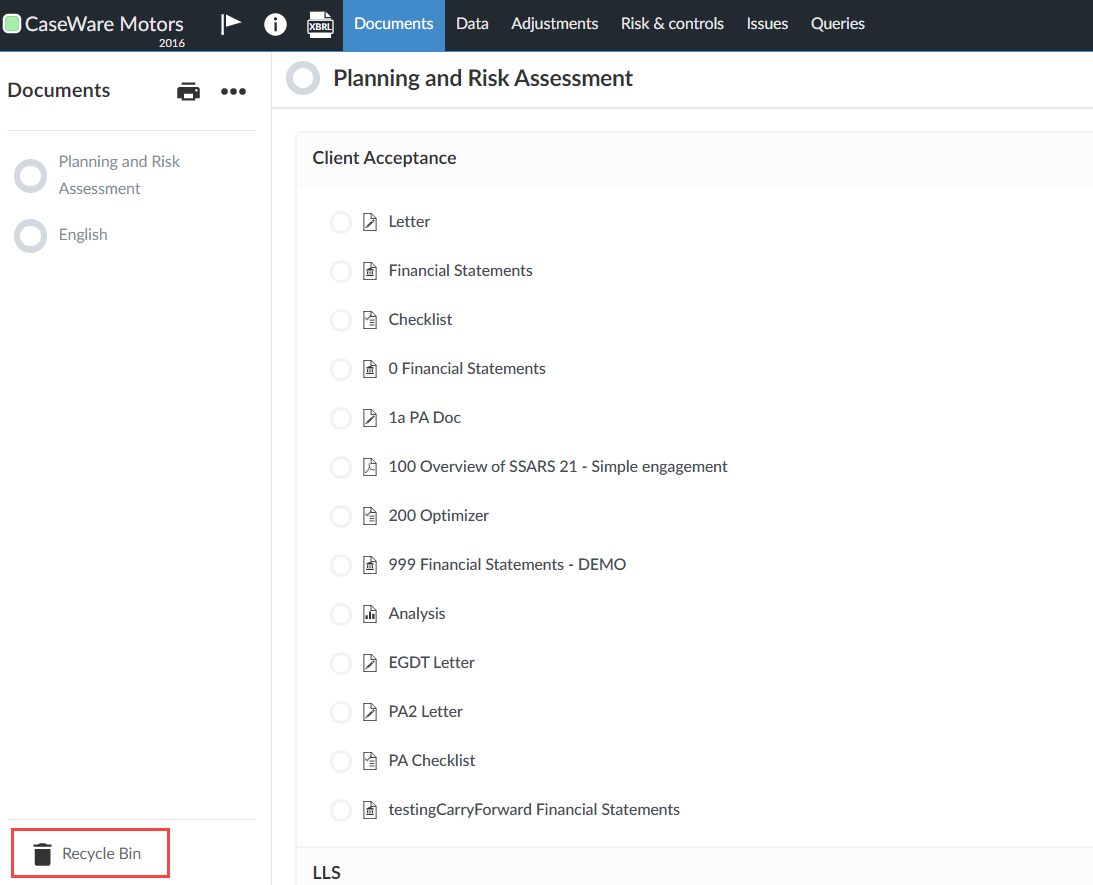 CaseWare Motors
2016
XBRL
Documents Data Adjustments Risk & controls Issues Queries
Documents
Planning and Risk
Assessment
English
Recycle Bin
Planning and Risk Assessment
Client Acceptance
Letter
Financial Statements
Checklist
0 Financial Statements
1a PA Doc
100 Overview of SSARS 21 - Simple engagement
200 Optimizer
999 Financial Statements - DEMO
Analysis
EGDT Letter
PA2 Letter
PA Checklist
testingCarryForward Financial Statements
LLS